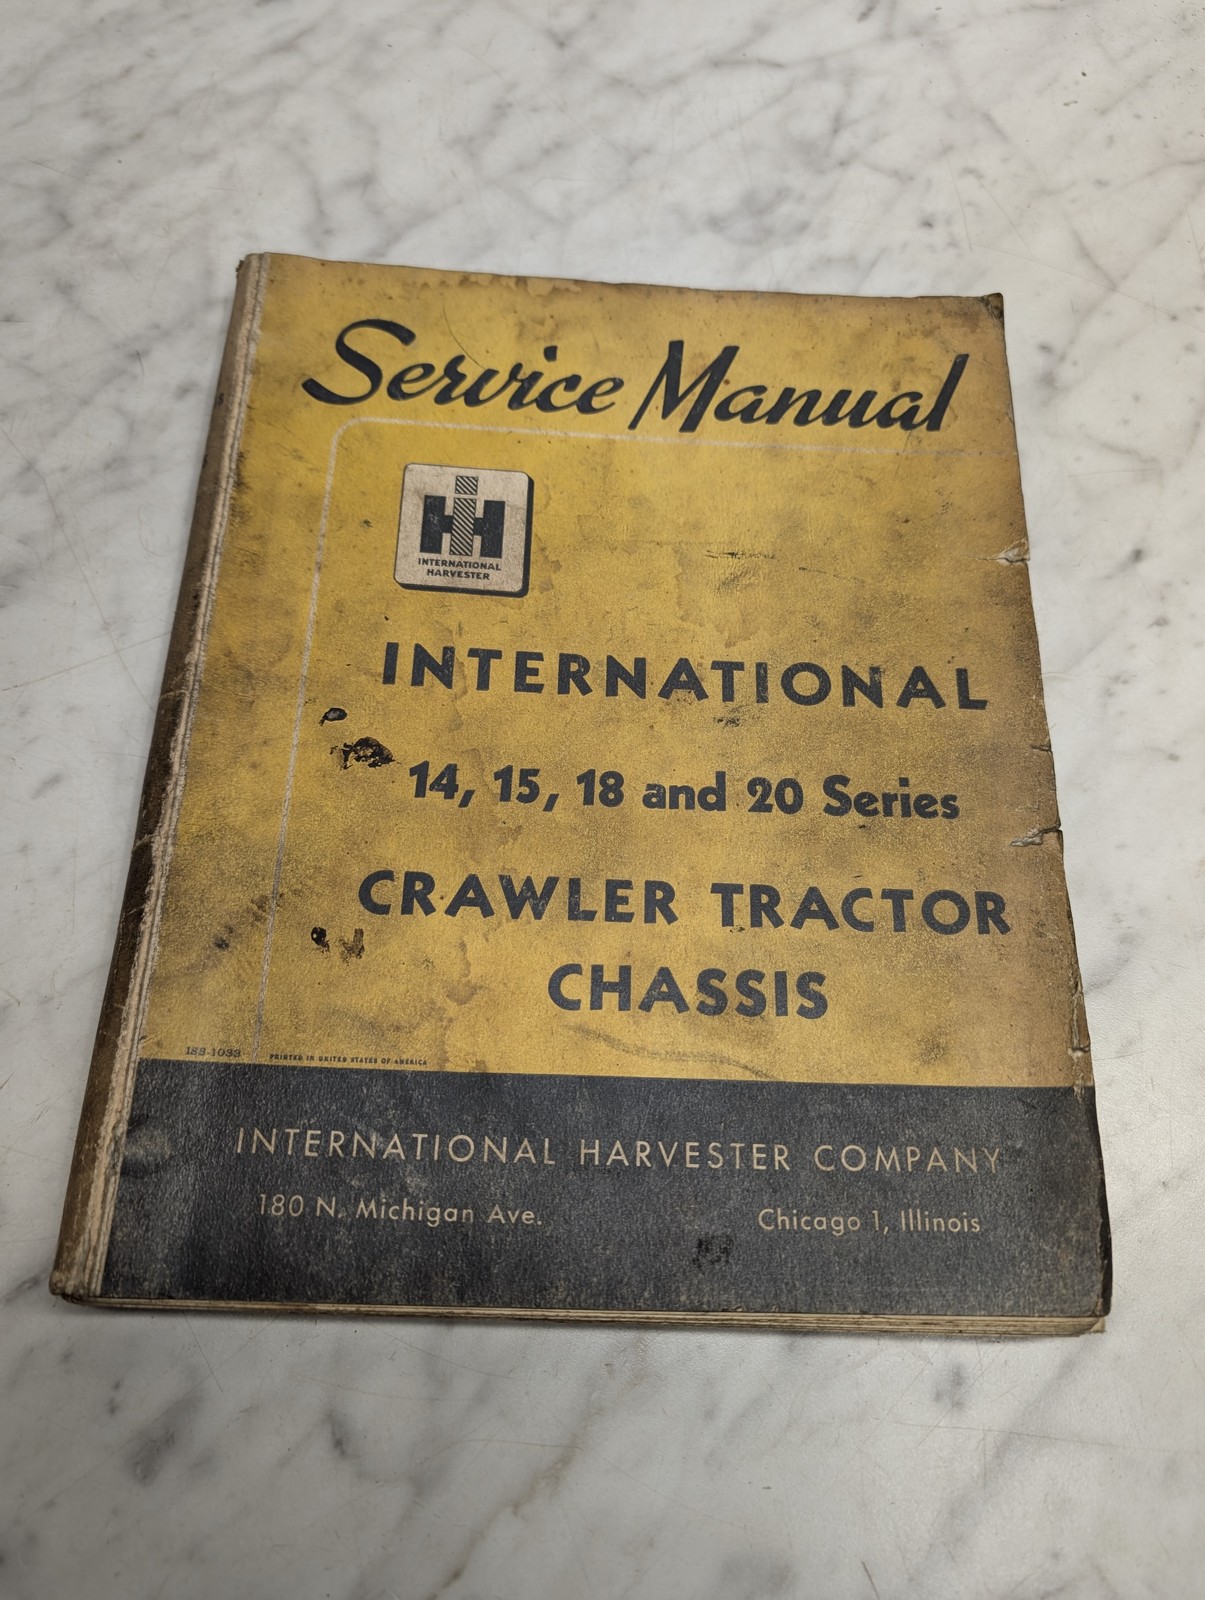 Service Manual
IH
INTERNATIONAL
HARVESTER
INTERNATIONAL
14, 15, 18 and 20 Series
CRAWLER TRACTOR
CHASSIS
PRINTED IN UNITED STATES OF AMERICA
INTERNATIONAL HARVESTER COMPANY
180 N. Michigan Ave. Chicago 1, Illinois